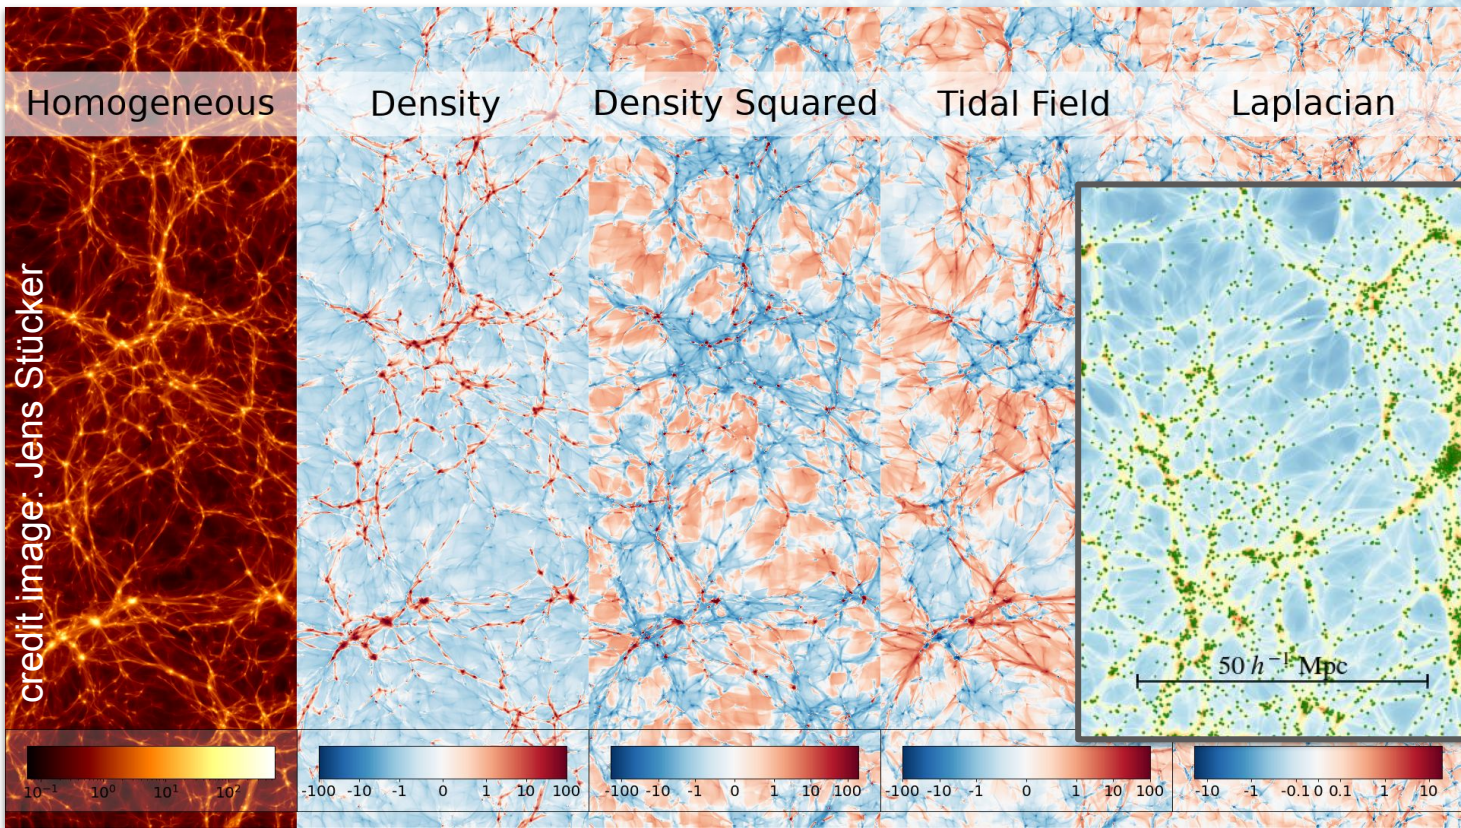 Homogeneous
Density
Density Squared
Tidal Field
Laplacian
credit image: Jens Stücker
50 h⁻¹ Mpc
10⁻¹ 10⁰ 10¹ 10²
-100 -10 -1 0 1 10 100
-100 -10 -1 0 1 10 100
-100 -10 -1 0 1 10 100
-10 -1 -0.1 0 0.1 1 10